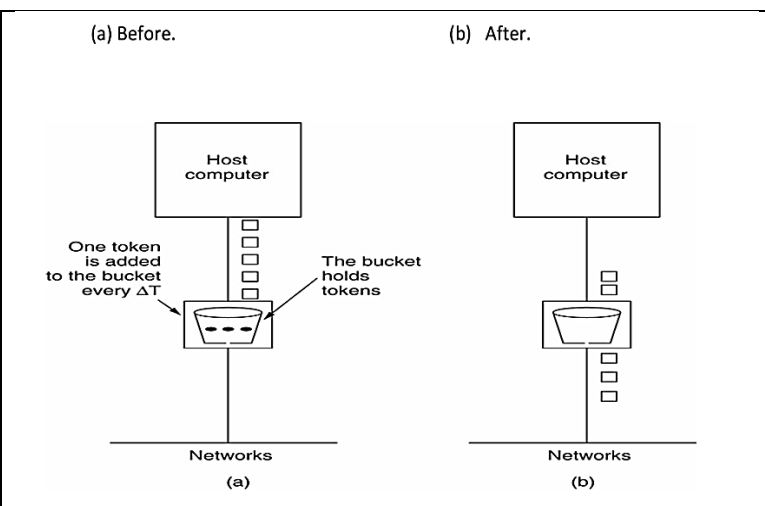 (a) Before.
(b) After.
Host
computer
One token
is added
to the bucket
every ΔT
The bucket
holds
tokens
Networks
(a)
Host
computer
Networks
(b)